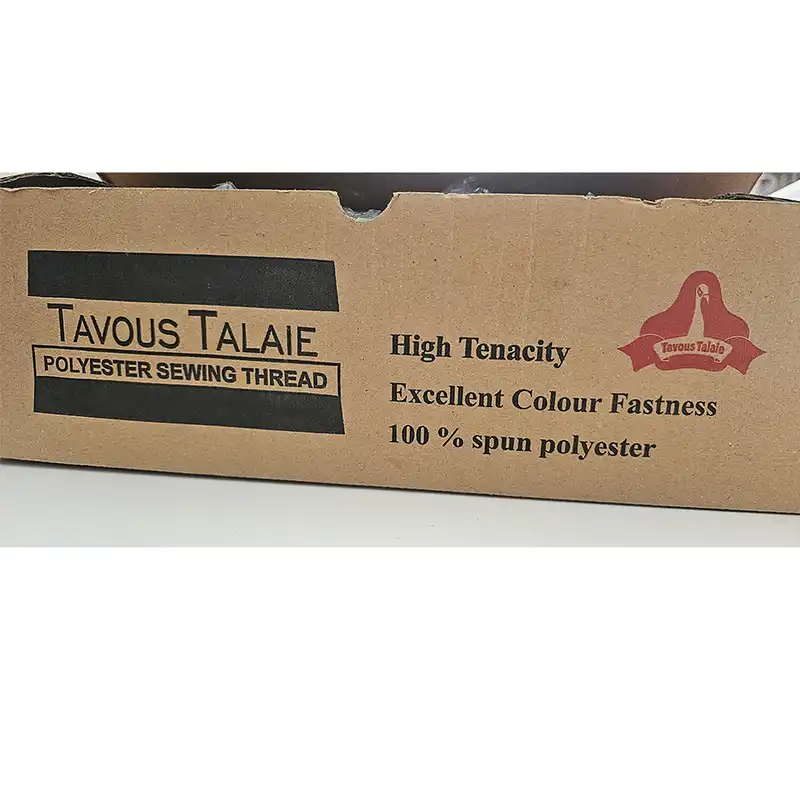 TAVOUS TALAIE
POLYESTER SEWING THREAD
High Tenacity
Excellent Colour Fastness
100 % spun polyester
Tavous Talaie